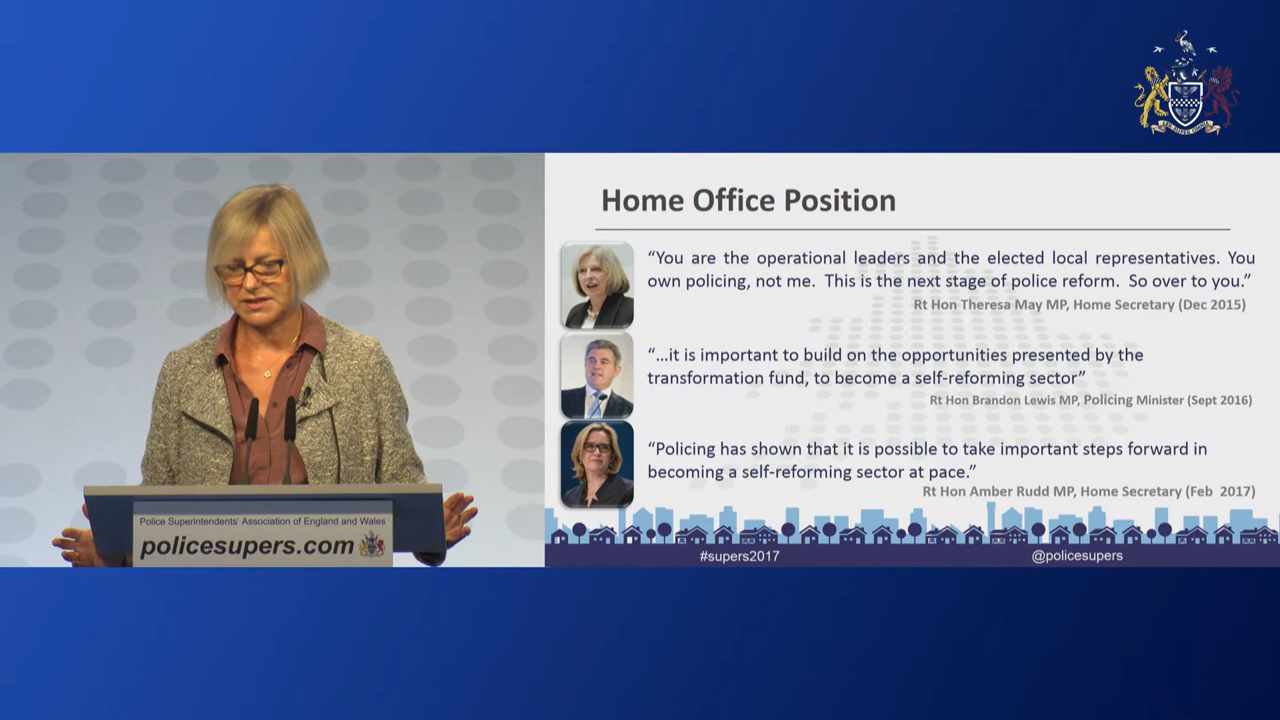 Home Office Position
“You are the operational leaders and the elected local representatives. You
own policing, not me. This is the next stage of police reform. So over to you.”
Rt Hon Theresa May MP, Home Secretary (Dec 2015)
“...it is important to build on the opportunities presented by the
transformation fund, to become a self-reforming sector”
Rt Hon Brandon Lewis MP, Policing Minister (Sept 2016)
“Policing has shown that it is possible to take important steps forward in
becoming a self-reforming sector at pace.”
Rt Hon Amber Rudd MP, Home Secretary (Feb 2017)
#supers2017
@policesupers
Police Superintendents' Association of England and Wales
policesupers.com